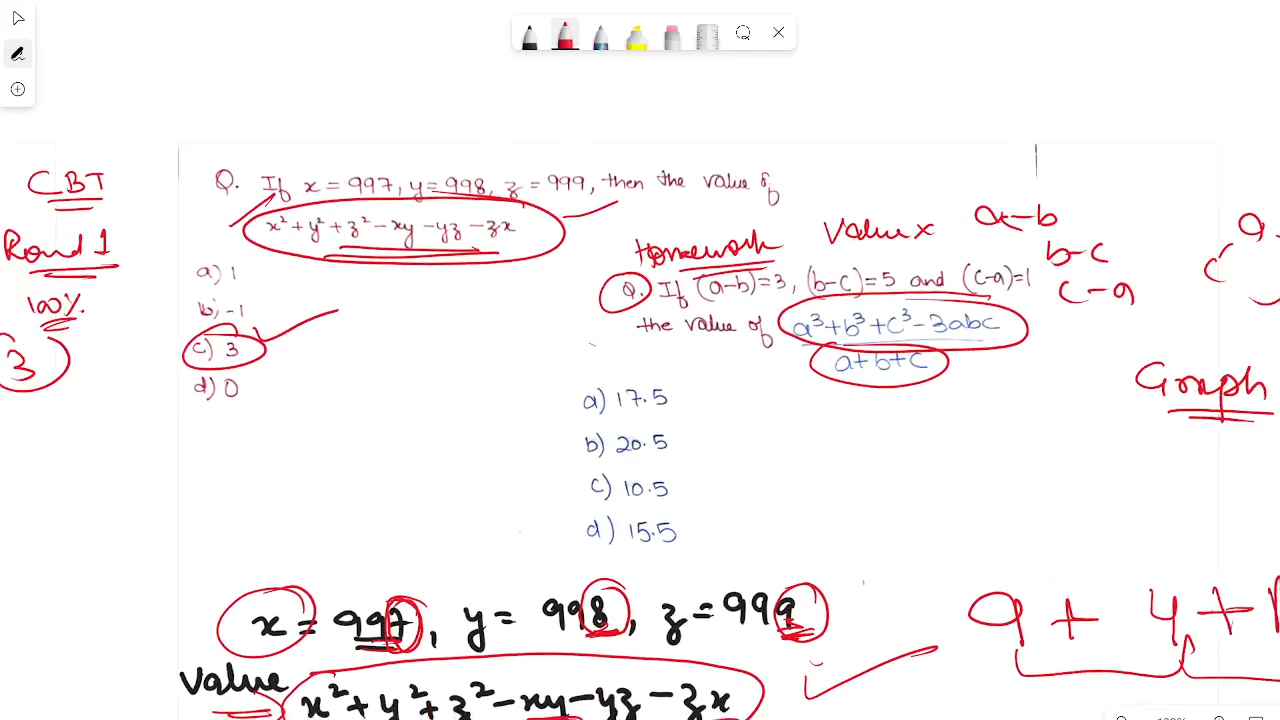 CBT
Round 1
100%
3
Q. If x = 997, y = 998, z = 999, then the value of
x² + y² + z² - xy - yz - zx
a) 1
b) -1
c) 3
d) 0
Homework
Value x
a-b
b-c
c-a
Q. If (a-b)=3, (b-c)=5 and (c-a)=1
the value of a³+b³+c³-3abc
a+b+c
a) 17.5
b) 20.5
c) 10.5
d) 15.5
Graph
x = 997, y = 998, z = 999
9 + 4 +
value
x² + y² + z² - xy - yz - zx